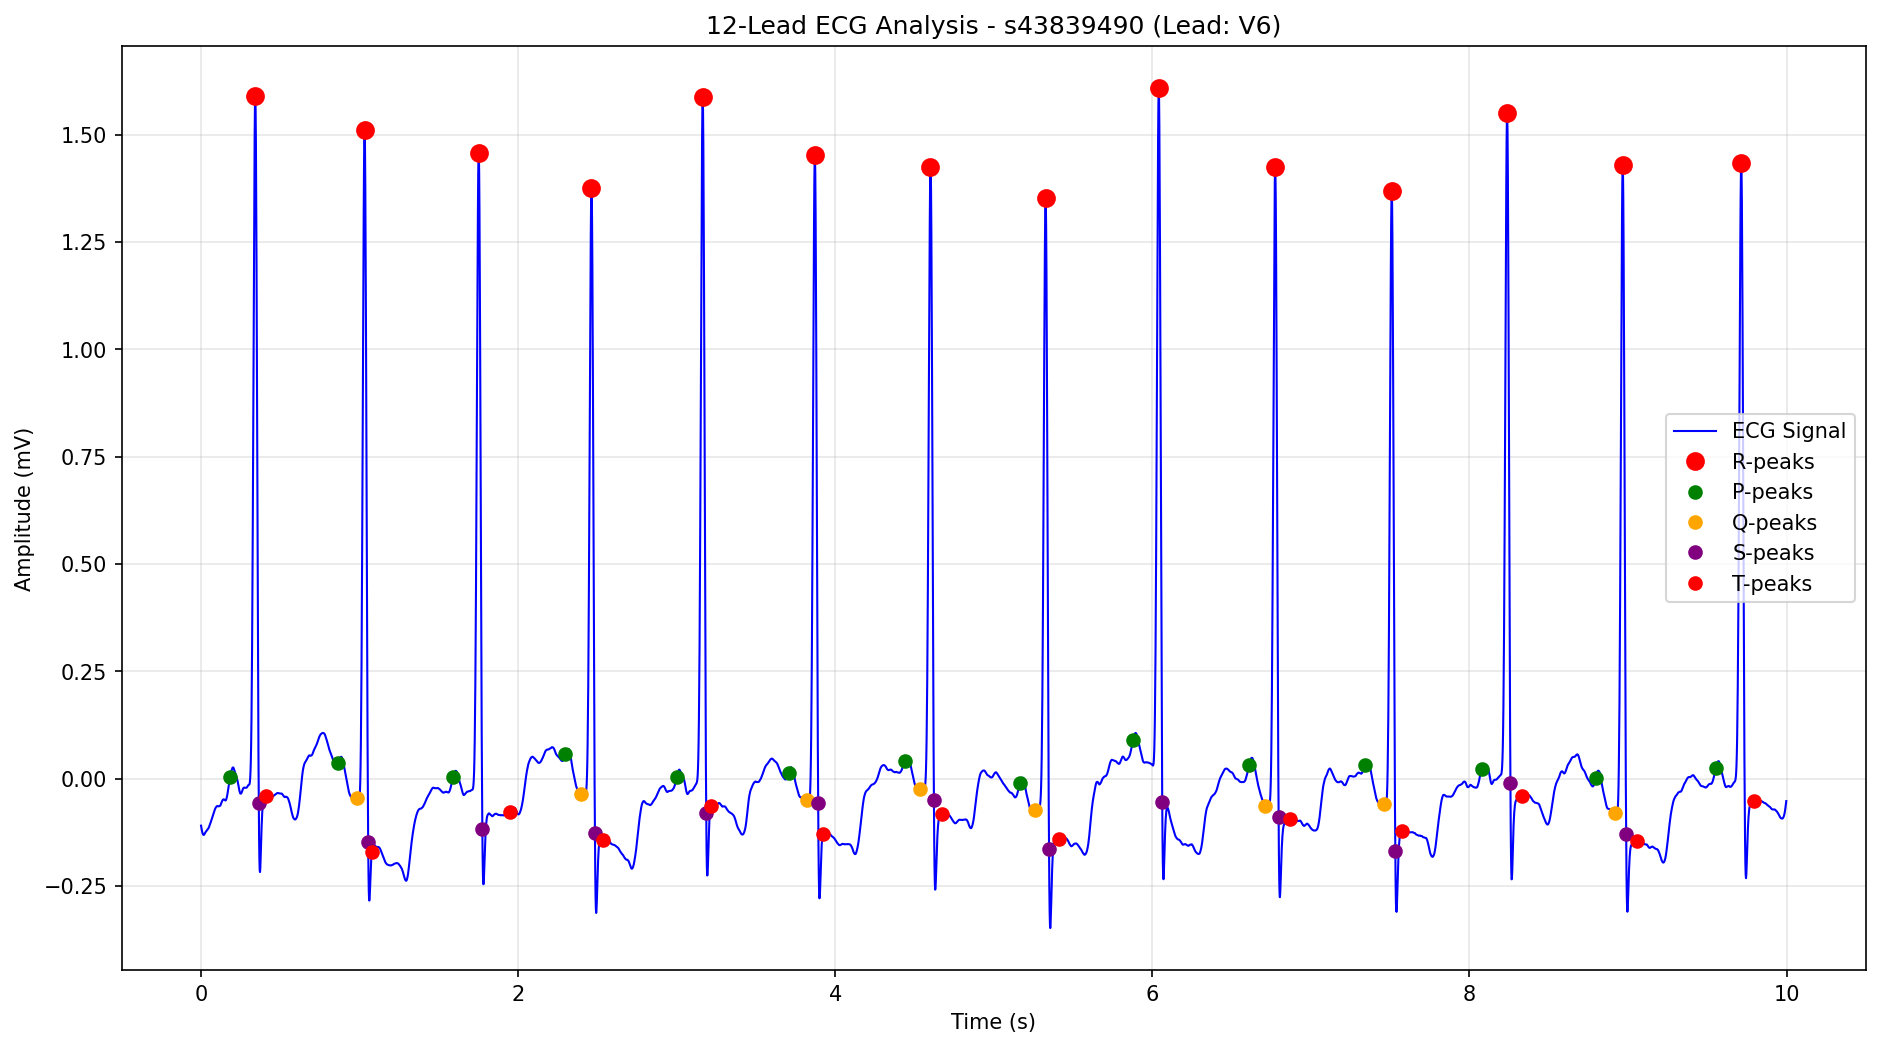 12-Lead ECG Analysis - s43839490 (Lead: V6)
Amplitude (mV)
1.50
1.25
1.00
0.75
0.50
0.25
0.00
−0.25
ECG Signal
R-peaks
P-peaks
Q-peaks
S-peaks
T-peaks
0 2 4 6 8 10
Time (s)